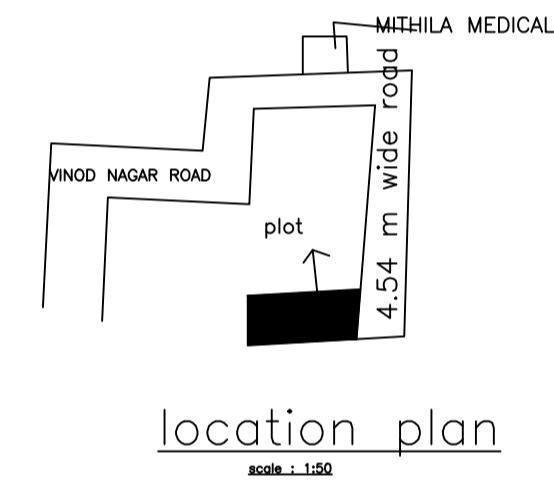 MITHILA MEDICAL
4.54 m wide road
VINOD NAGAR ROAD
plot
location plan
scale : 1:50